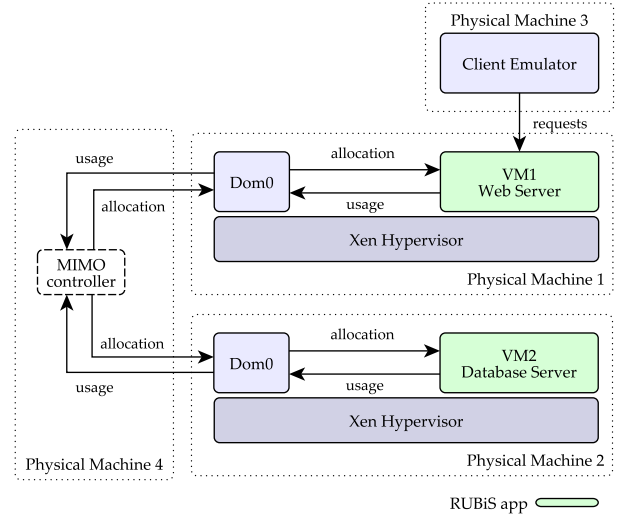 Physical Machine 3
Client Emulator
requests
usage
allocation
Dom0
allocation
usage
VM1
Web Server
Xen Hypervisor
Physical Machine 1
MIMO
controller
allocation
usage
Dom0
allocation
usage
VM2
Database Server
Xen Hypervisor
Physical Machine 2
Physical Machine 4
RUBiS app